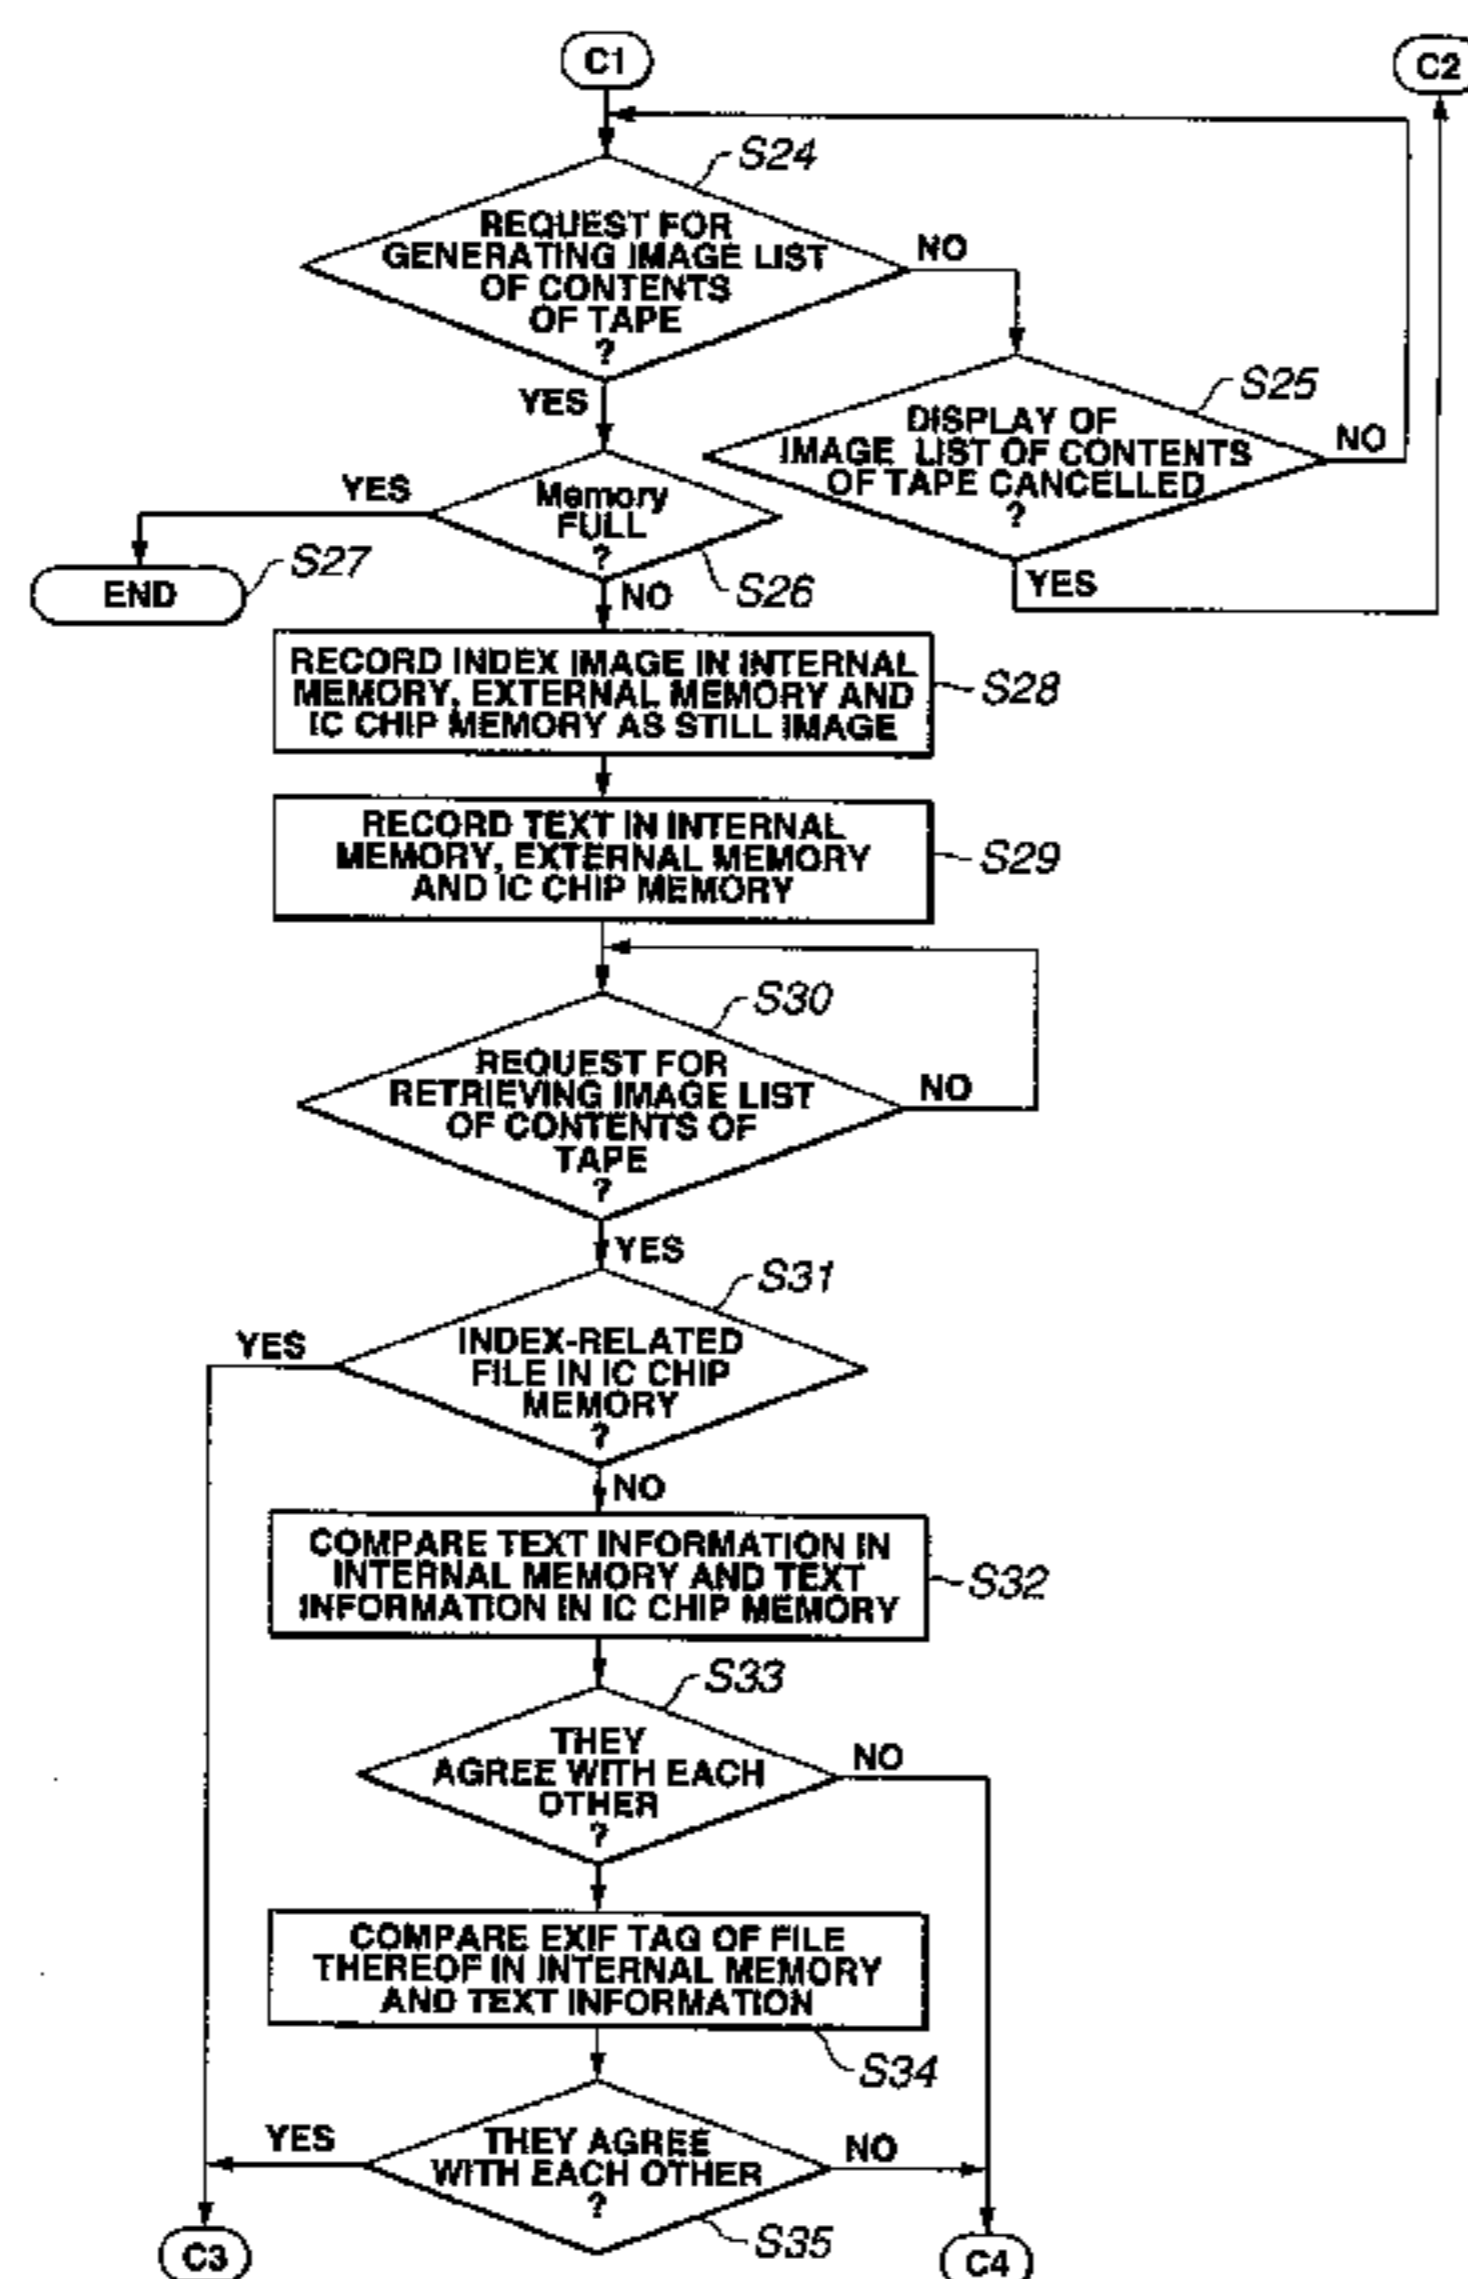 C1
C2
S24
REQUEST FOR
GENERATING IMAGE LIST
OF CONTENTS
OF TAPE
?
NO
YES
S25
DISPLAY OF
IMAGE LIST OF CONTENTS
OF TAPE CANCELLED
?
NO
YES
YES
Memory
FULL
?
S26
NO
END
S27
RECORD INDEX IMAGE IN INTERNAL
MEMORY, EXTERNAL MEMORY AND
IC CHIP MEMORY AS STILL IMAGE
S28
RECORD TEXT IN INTERNAL
MEMORY, EXTERNAL MEMORY
AND IC CHIP MEMORY
S29
S30
REQUEST FOR
RETRIEVING IMAGE LIST
OF CONTENTS OF
TAPE
?
NO
YES
S31
YES
INDEX-RELATED
FILE IN IC CHIP
MEMORY
?
NO
COMPARE TEXT INFORMATION IN
INTERNAL MEMORY AND TEXT
INFORMATION IN IC CHIP MEMORY
S32
S33
THEY
AGREE WITH EACH
OTHER
?
NO
COMPARE EXIF TAG OF FILE
THEREOF IN INTERNAL MEMORY
AND TEXT INFORMATION
S34
YES
THEY AGREE
WITH EACH OTHER
?
NO
S35
C3
C4